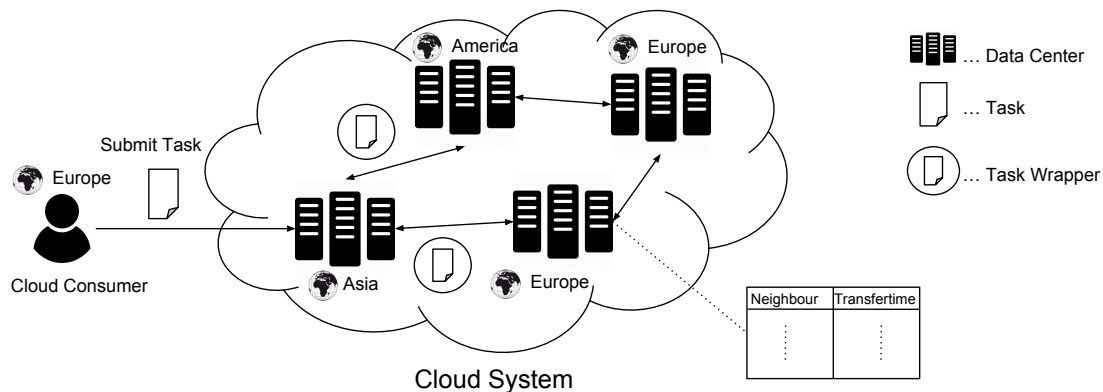 America
Europe
... Data Center
... Task
Submit Task
Europe
... Task Wrapper
Cloud Consumer
Asia
Europe
Neighbour Transfertime
Cloud System